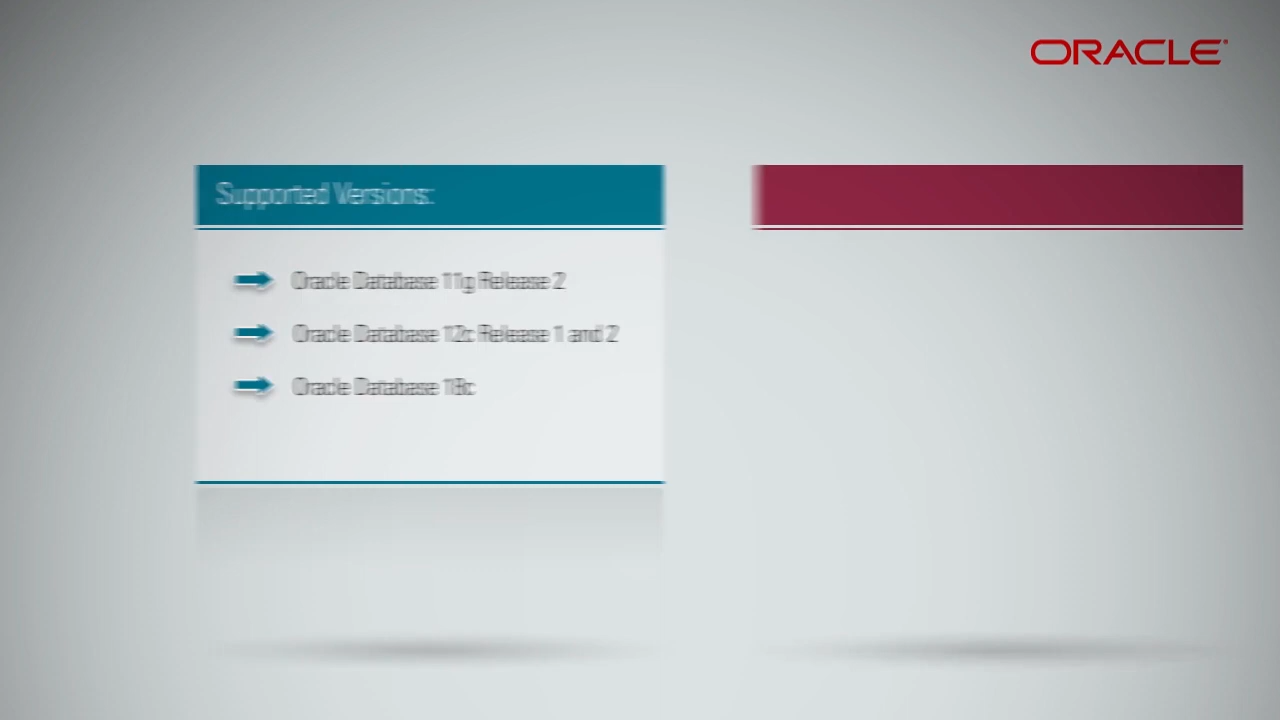 ORACLE
Supported Versions:
Oracle Database 11g Release 2
Oracle Database 12c Release 1 and 2
Oracle Database 18c